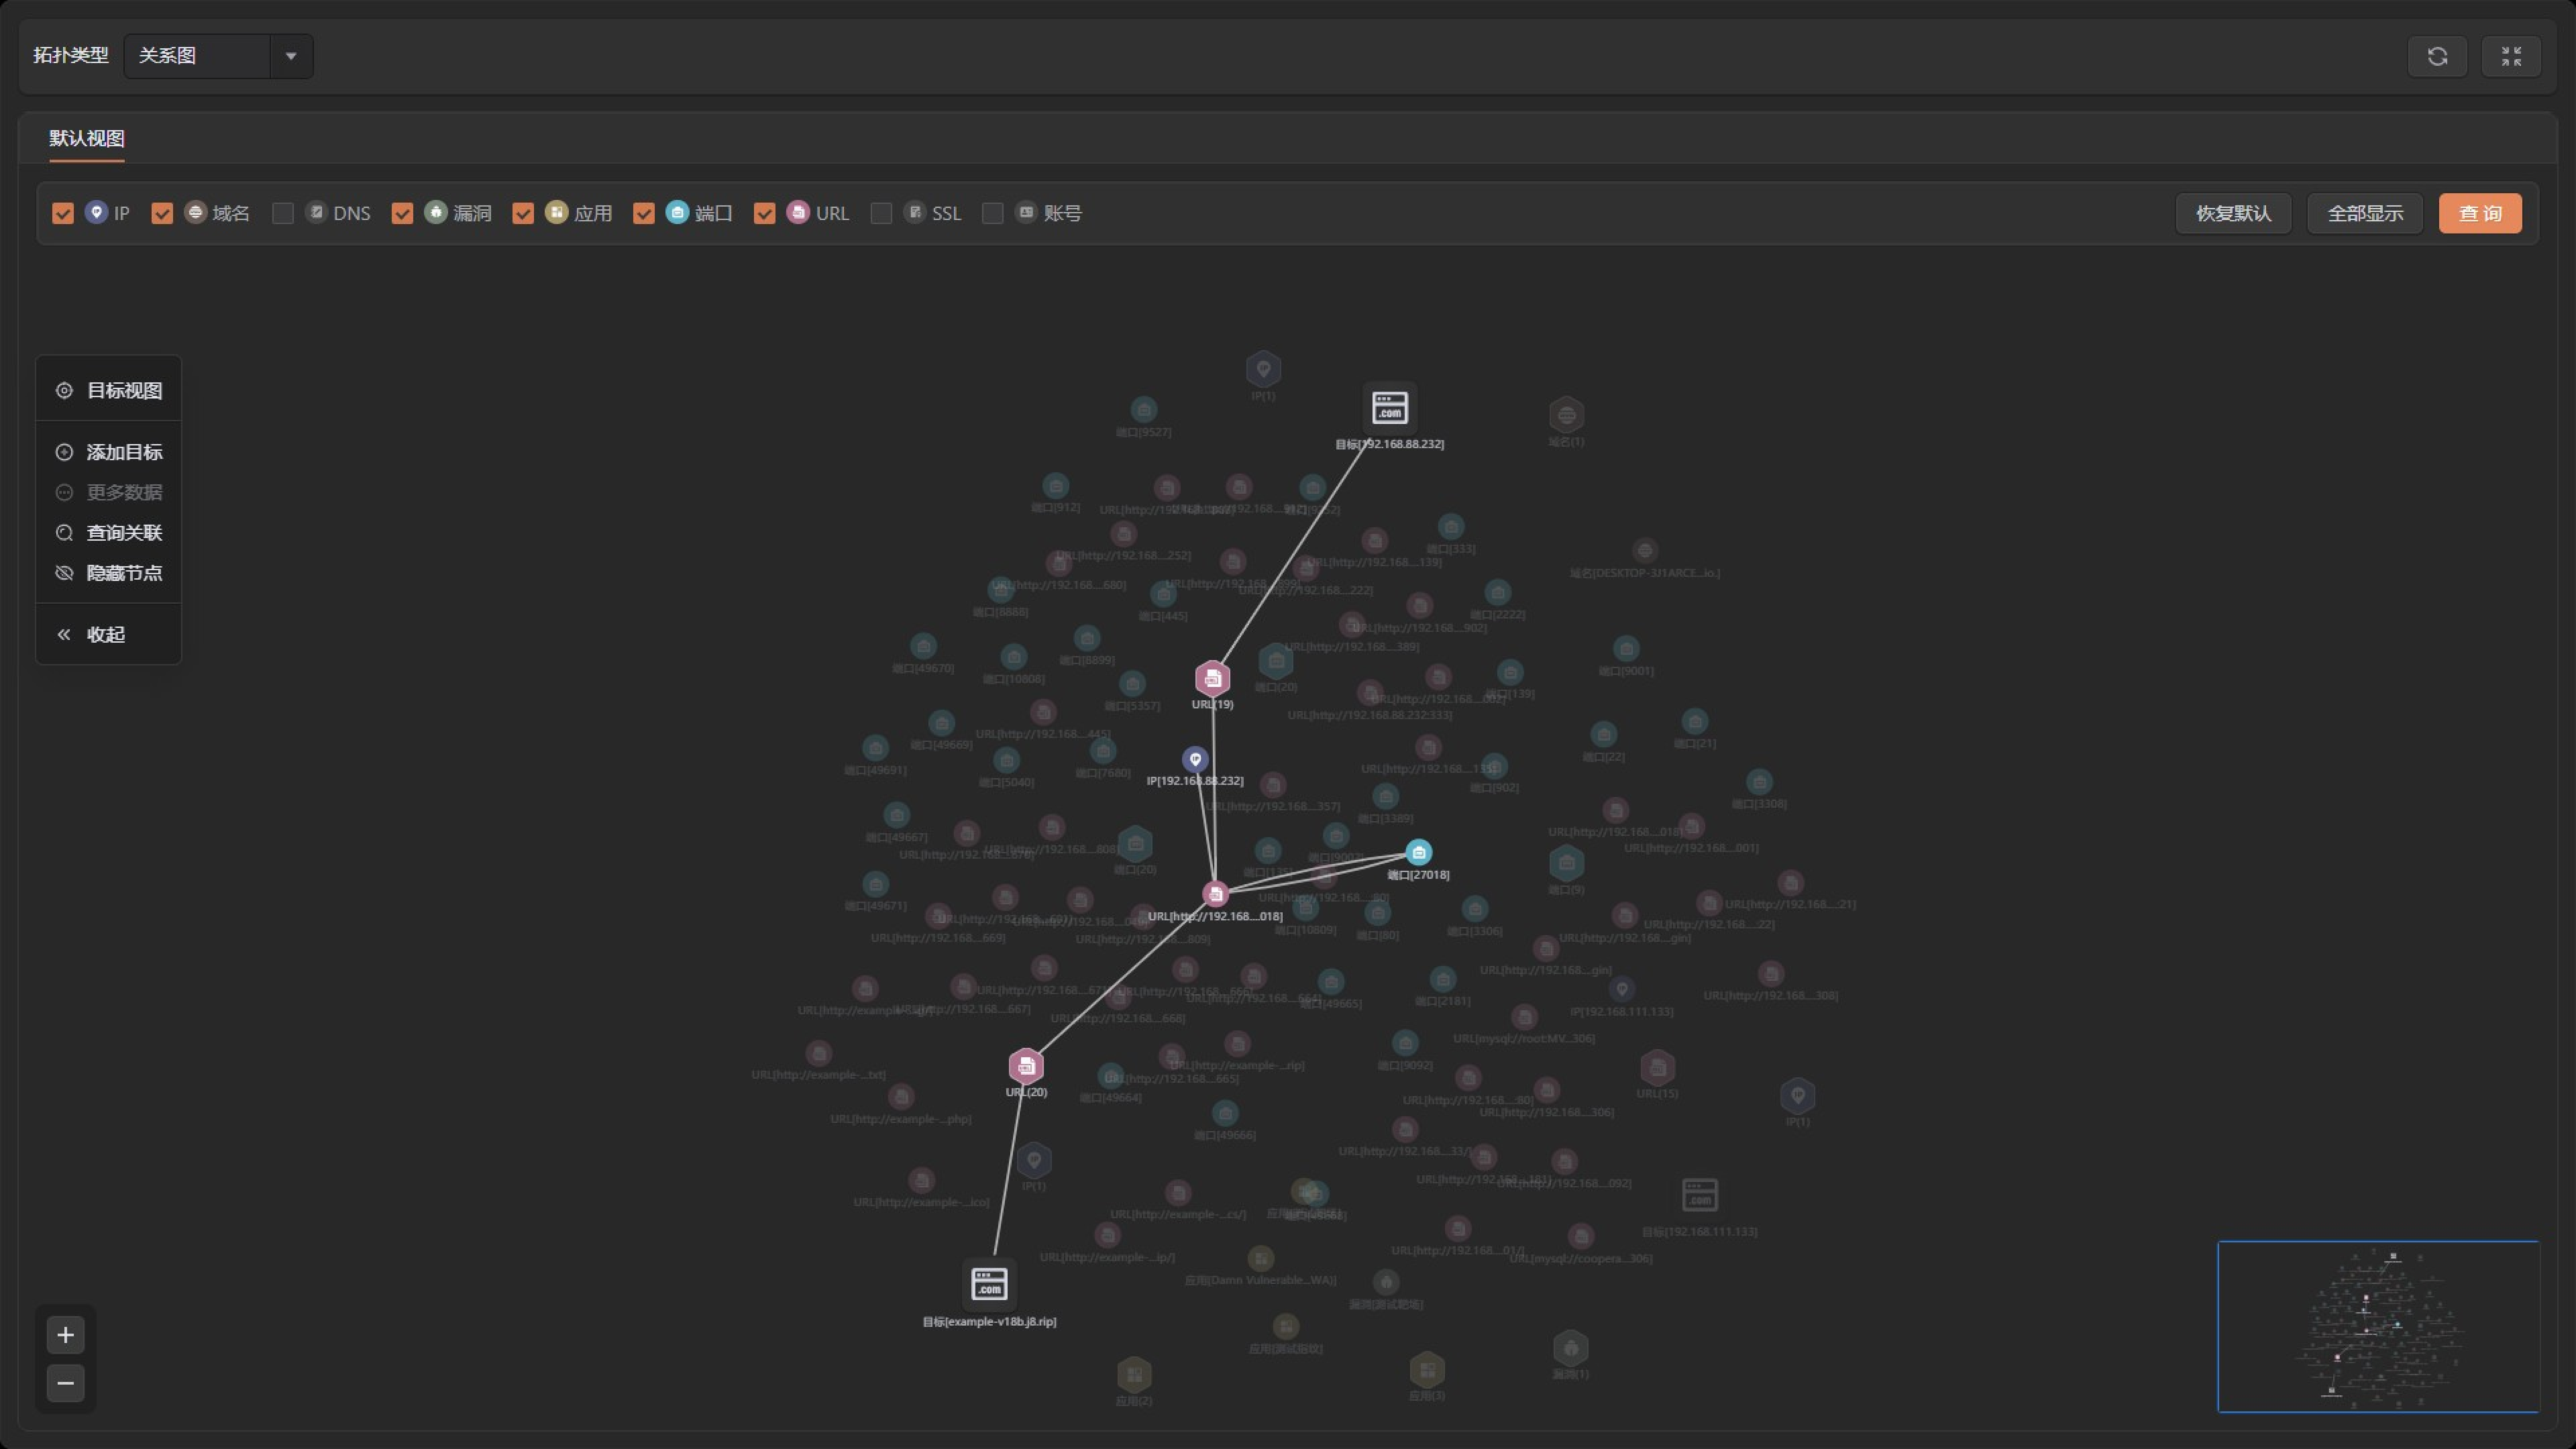 拓扑类型 关系图
默认视图
IP 域名 DNS 漏洞 应用 端口 URL SSL 账号 恢复默认 全部显示 查询
目标视图
添加目标
更多数据
查询关联
隐藏节点
收起
IP(1)
端口[9527]
目标[192.168.88.232]
域名(1)
端口[912]
URL[http://192.168....252]
端口[333]
URL[http://192.168....139]
域名[DESKTOP-3J1ARCE...io.]
URL[http://192.168....680]
URL[http://192.168....222]
端口[8888]
端口[445]
端口[2222]
URL[http://192.168....902]
URL[http://192.168....389]
端口[8899]
端口[49670]
端口[10808]
端口[9001]
端口(20)
端口[139]
端口[5357]
URL(19)
URL[http://192.168.88.232:333]
URL[http://192.168....445]
端口[49669]
端口[21]
端口[22]
端口[49691]
端口[7680]
端口[5040]
IP[192.168.88.232]
端口[902]
URL[http://192.168....357]
端口[3308]
端口[3389]
端口[49667]
URL[http://192.168....808]
URL[http://192.168....018]
URL[http://192.168....001]
端口(20)
端口[27018]
端口(9)
端口[49671]
URL[http://192.168....:21]
URL[http://192.168....018]
URL[http://192.168....:22]
端口[10809]
端口[80]
端口[3306]
URL[http://192.168....669]
URL[http://192.168....809]
URL[http://192.168....gin]
URL[http://192.168....gin]
URL[http://192.168....308]
端口[49665]
端口[2181]
URL[http://192.168....667]
IP[192.168.111.133]
URL[http://192.168....668]
URL[mysql://root:MV...306]
URL[http://example-...rip]
端口[9092]
URL[http://example-...txt]
URL[http://192.168....665]
URL(20)
URL(15)
端口[49664]
URL[http://192.168....:80]
URL[http://192.168....306]
URL[http://example-...php]
IP(1)
端口[49666]
URL[http://192.168....33/]
URL[http://192.168....092]
IP(1)
URL[http://example-...ico]
URL[http://example-...cs/]
目标[192.168.111.133]
URL[http://192.168....01/]
URL[http://example-...ip/]
URL[mysql://coopera...306]
应用[Damn Vulnerable...WA)]
漏洞[测试靶场]
目标[example-v18b.j8.rip]
应用[测试指纹]
漏洞(1)
应用(3)
应用(2)